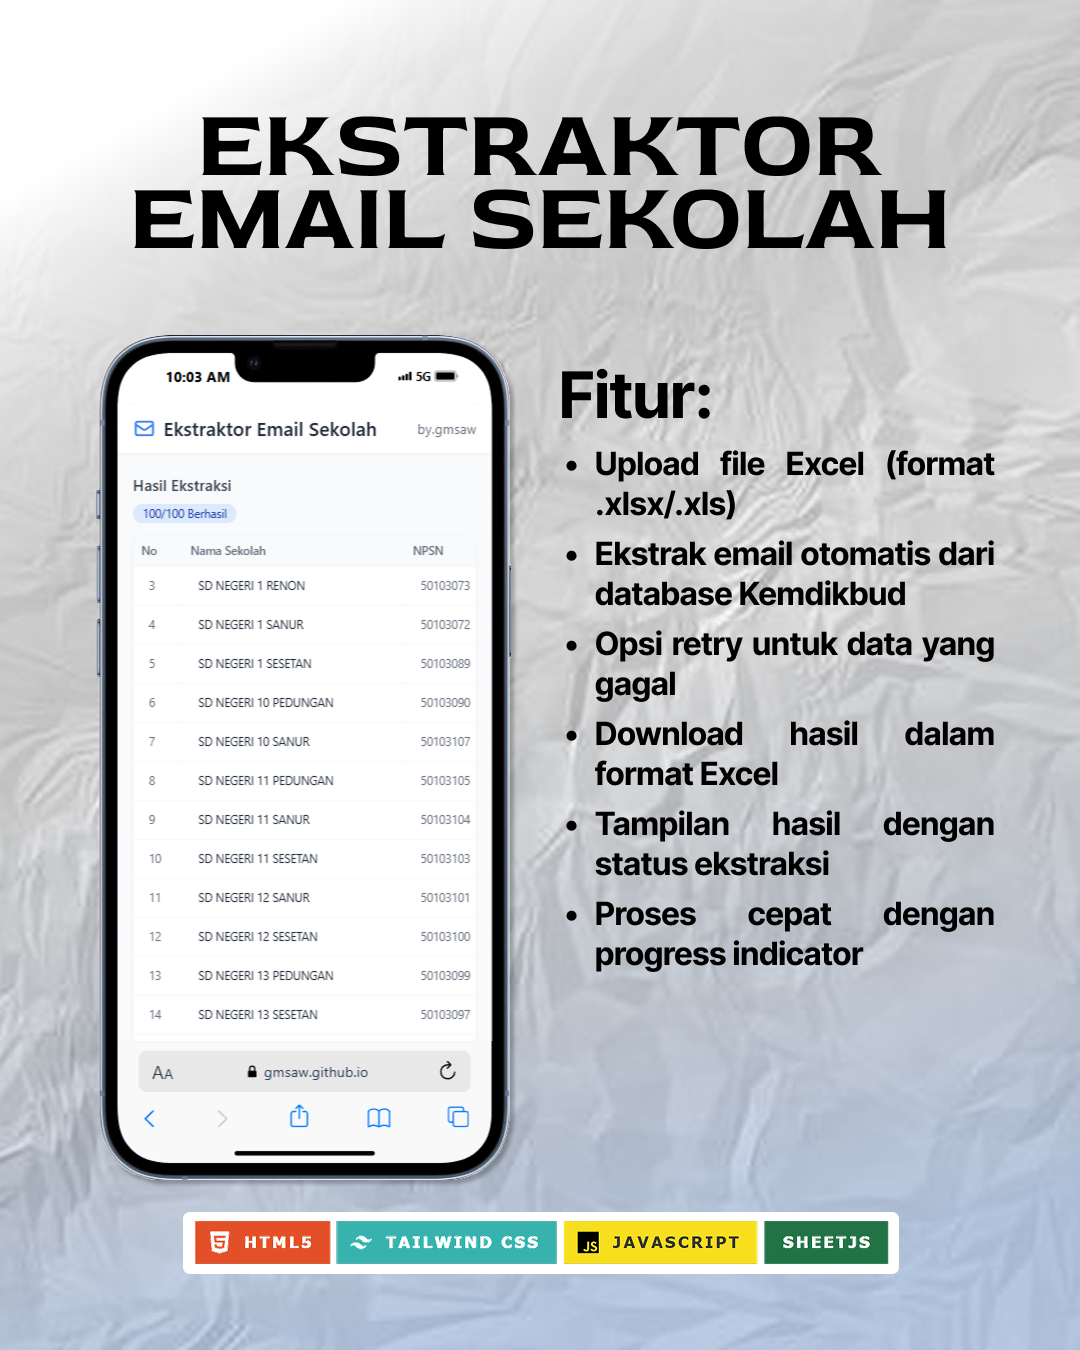 EKSTRAKTOR
EMAIL SEKOLAH
10:03 AM 5G
Ekstraktor Email Sekolah by.gmsaw
Hasil Ekstraksi
100/100 Berhasil
No Nama Sekolah NPSN
3 SD NEGERI 1 RENON 50103073
4 SD NEGERI 1 SANUR 50103072
5 SD NEGERI 1 SESETAN 50103089
6 SD NEGERI 10 PEDUNGAN 50103090
7 SD NEGERI 10 SANUR 50103107
8 SD NEGERI 11 PEDUNGAN 50103105
9 SD NEGERI 11 SANUR 50103104
10 SD NEGERI 11 SESETAN 50103103
11 SD NEGERI 12 SANUR 50103101
12 SD NEGERI 12 SESETAN 50103100
13 SD NEGERI 13 PEDUNGAN 50103099
14 SD NEGERI 13 SESETAN 50103097
AA gmsaw.github.io
Fitur:
• Upload file Excel (format
.xlsx/.xls)
• Ekstrak email otomatis dari
database Kemdikbud
• Opsi retry untuk data yang
gagal
• Download hasil dalam
format Excel
• Tampilan hasil dengan
status ekstraksi
• Proses cepat dengan
progress indicator
5 HTML5 TAILWIND CSS JS JAVASCRIPT SHEETJS